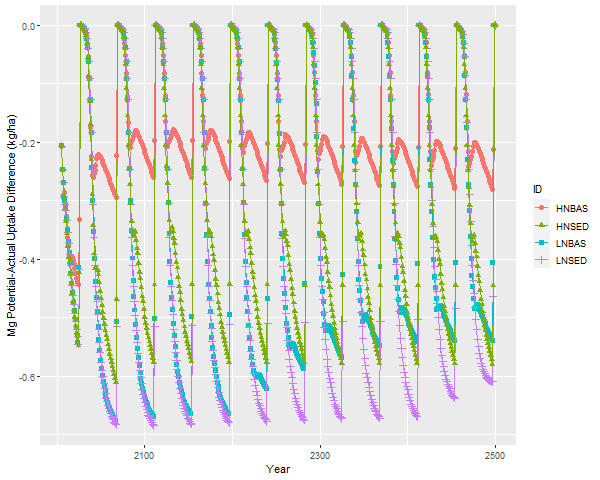 Mg Potential-Actual Uptake Difference (kg/ha)
0.0
-0.2
-0.4
-0.6
2100
2300
2500
Year
ID
HNBAS
HNSED
LNBAS
LNSED